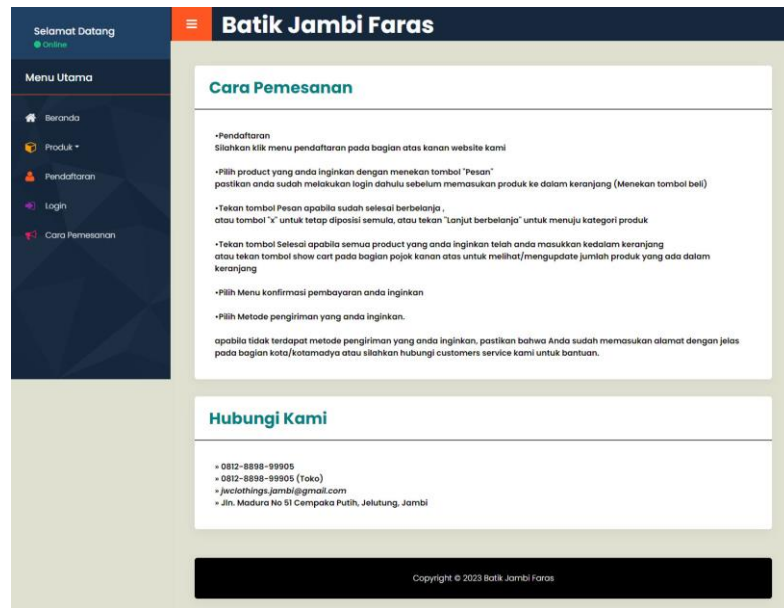 Selamat Datang
Online
Menu Utama
Beranda
Produk
Pendaftaran
Login
Cara Pemesanan
Batik Jambi Faras
Cara Pemesanan
•Pendaftaran
Silahkan klik menu pendaftaran pada bagian atas kanan website kami
•Pilih product yang anda inginkan dengan menekan tombol "Pesan"
pastikan anda sudah melakukan login dahulu sebelum memasukan produk ke dalam keranjang (Menekan tombol beli)
•Tekan tombol Pesan apabila sudah selesai berbelanja ,
atau tombol "x" untuk tetap diposisi semula, atau tekan "Lanjut berbelanja" untuk menuju kategori produk
•Tekan tombol Selesai apabila semua product yang anda inginkan telah anda masukkan kedalam keranjang
atau tekan tombol show cart pada bagian pojok kanan atas untuk melihat/mengupdate jumlah produk yang ada dalam
keranjang
•Pilih Menu konfirmasi pembayaran anda inginkan
•Pilih Metode pengiriman yang anda inginkan.
apabila tidak terdapat metode pengiriman yang anda inginkan, pastikan bahwa Anda sudah memasukan alamat dengan jelas
pada bagian kota/kotamadya atau silahkan hubungi customers service kami untuk bantuan.
Hubungi Kami
» 0812-8898-99905
» 0812-8898-99905 (Toko)
» jwclothings.jambi@gmail.com
» Jln. Madura No 51 Cempaka Putih, Jelutung, Jambi
Copyright © 2023 Batik Jambi Faras